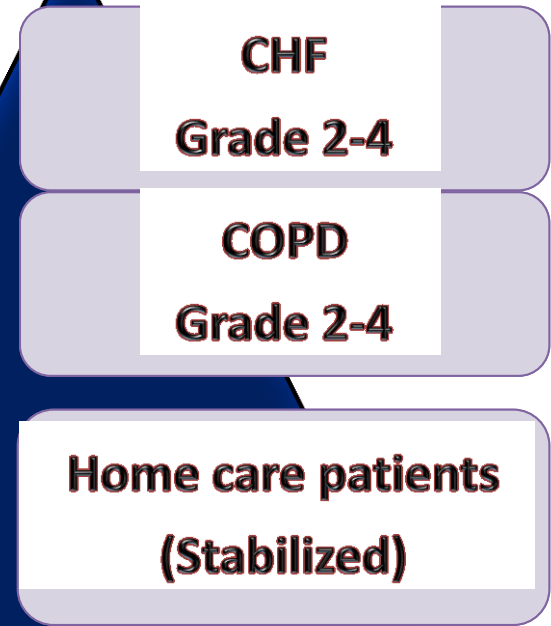 CHF
Grade 2-4
COPD
Grade 2-4
Home care patients
(Stabilized)